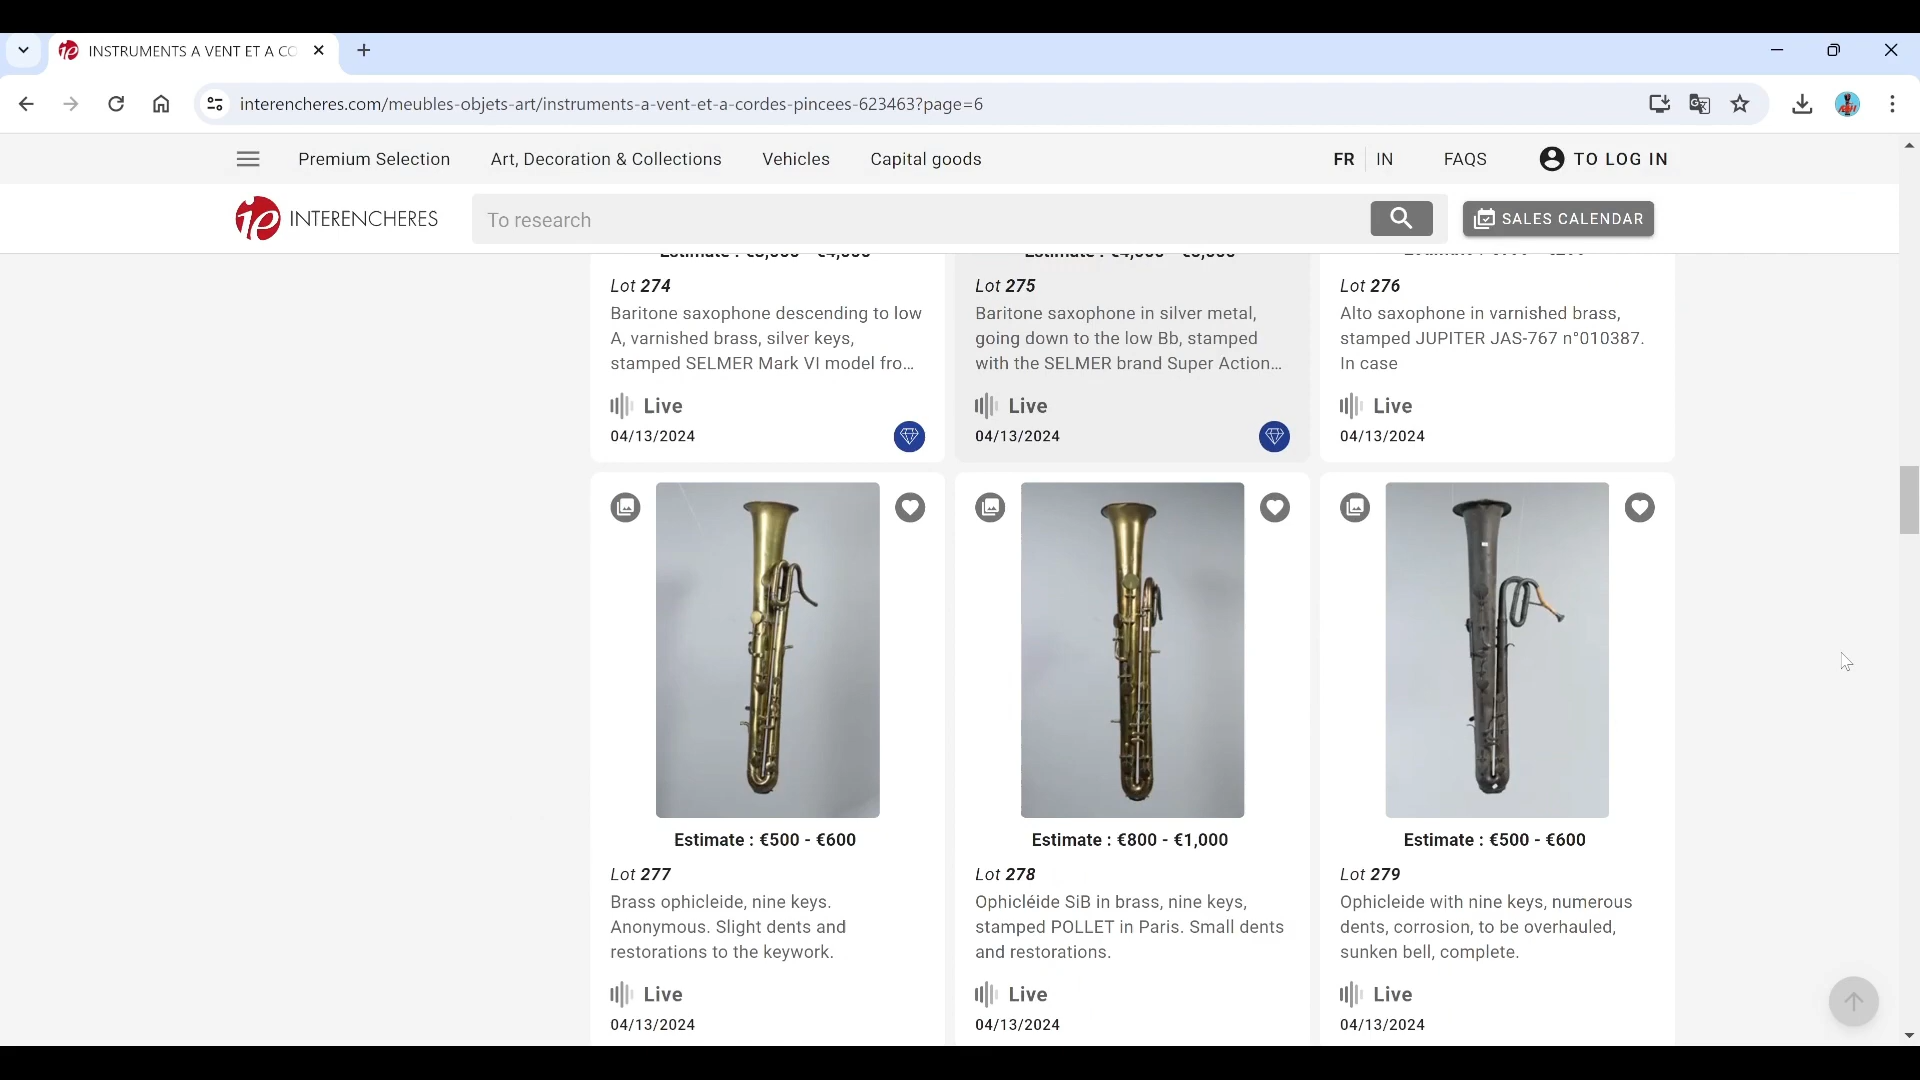 INSTRUMENTS A VENT ET A CO
interencheres.com/meubles-objets-art/instruments-a-vent-et-a-cordes-pincees-623463?page=6
Premium Selection Art, Decoration & Collections Vehicles Capital goods FR IN FAQS TO LOG IN
INTERENCHERES To research SALES CALENDAR
Lot 274
Baritone saxophone descending to low
A, varnished brass, silver keys,
stamped SELMER Mark VI model fro...
Live
04/13/2024
Lot 275
Baritone saxophone in silver metal,
going down to the low Bb, stamped
with the SELMER brand Super Action...
Live
04/13/2024
Lot 276
Alto saxophone in varnished brass,
stamped JUPITER JAS-767 n°010387.
In case
Live
04/13/2024
Estimate : €500 - €600
Lot 277
Brass ophicleide, nine keys.
Anonymous. Slight dents and
restorations to the keywork.
Live
04/13/2024
Estimate : €800 - €1,000
Lot 278
Ophicléide SiB in brass, nine keys,
stamped POLLET in Paris. Small dents
and restorations.
Live
04/13/2024
Estimate : €500 - €600
Lot 279
Ophicleide with nine keys, numerous
dents, corrosion, to be overhauled,
sunken bell, complete.
Live
04/13/2024